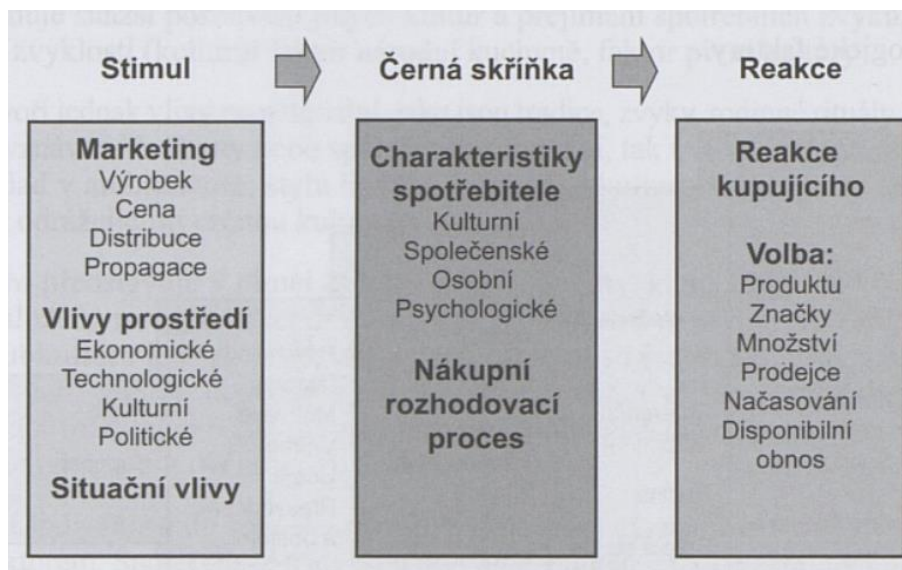 Stimul
Černá skříňka
Reakce
Marketing
Výrobek
Cena
Distribuce
Propagace
Vlivy prostředí
Ekonomické
Technologické
Kulturní
Politické
Situační vlivy
Charakteristiky
spotřebitele
Kulturní
Společenské
Osobní
Psychologické
Nákupní
rozhodovací
proces
Reakce
kupujícího
Volba:
Produktu
Značky
Množství
Prodejce
Načasování
Disponibilní
obnos